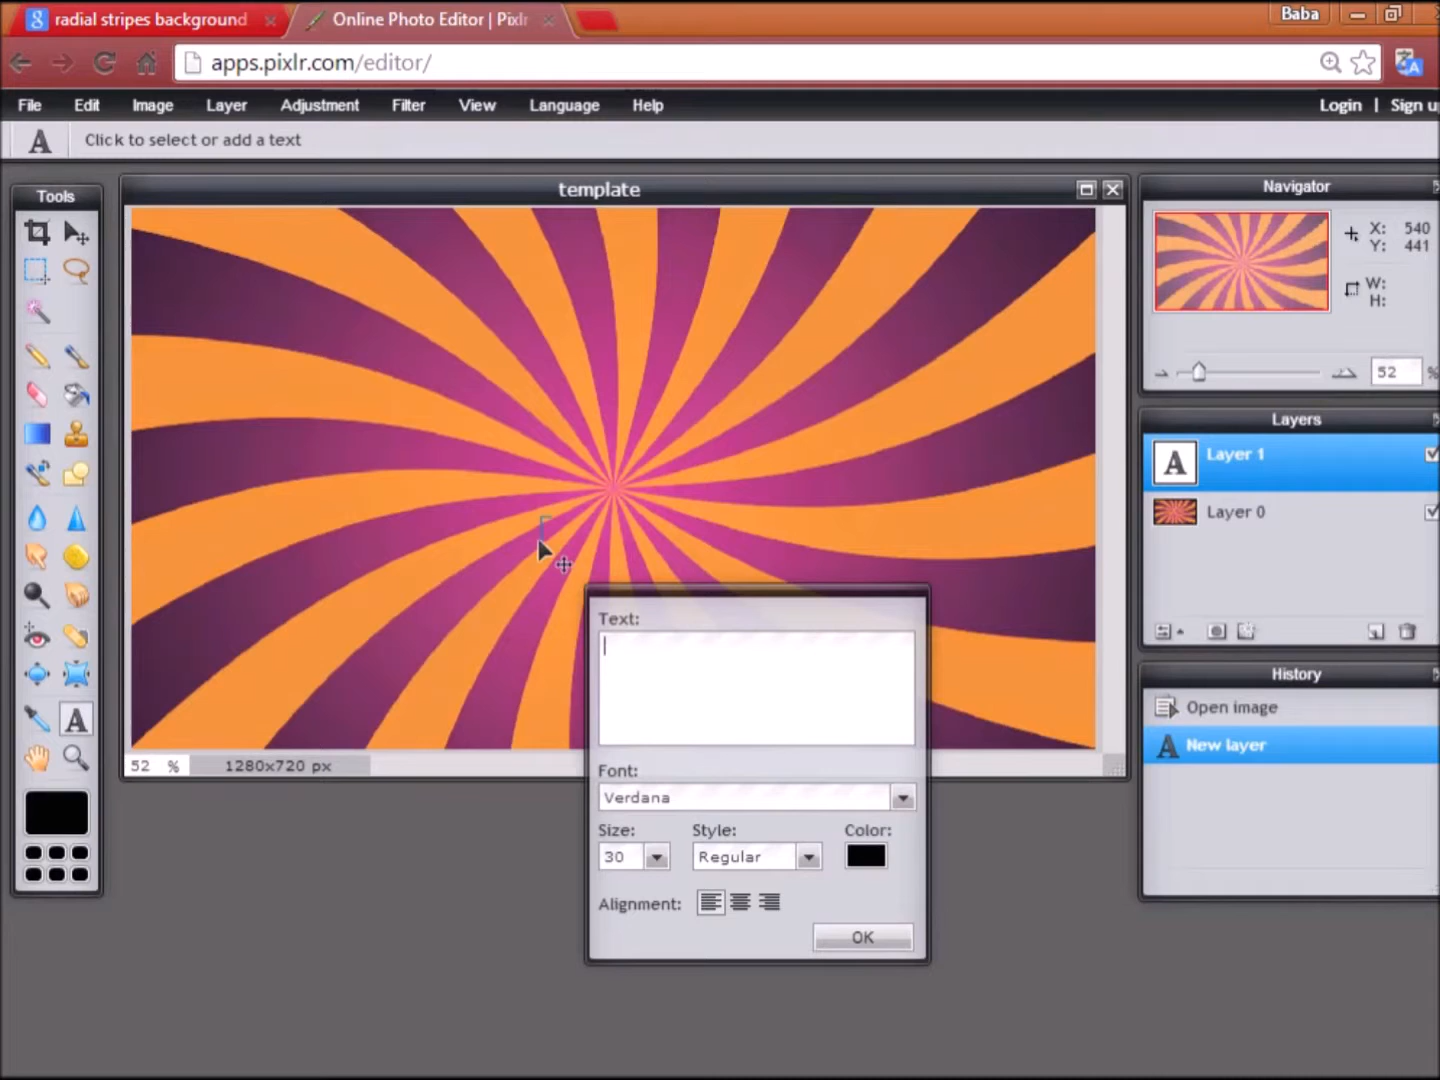 radial stripes background
Online Photo Editor | Pixlr
Baba
apps.pixlr.com/editor/
File Edit Image Layer Adjustment Filter View Language Help
Login | Sign u
A Click to select or add a text
Tools
template
Navigator
X: 540
Y: 441
W:
H:
52 %
Layers
A Layer 1
Layer 0
Text:
History
Open image
A New layer
A
52 % 1280x720 px
Font:
Verdana
Size: Style: Color:
30 Regular
Alignment:
OK